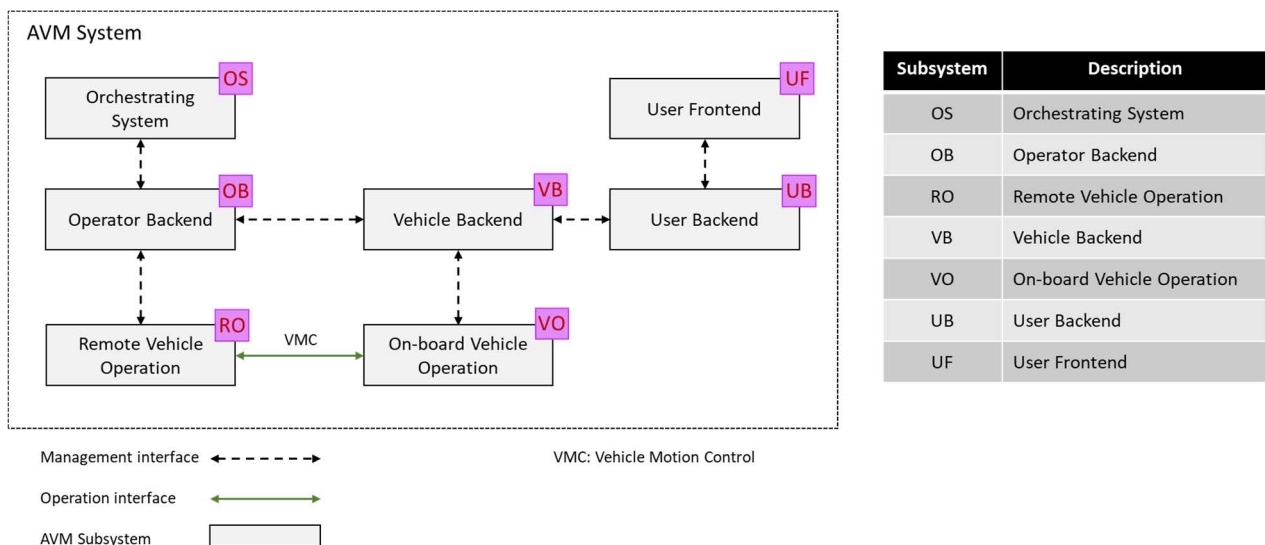 AVM System
OS
Orchestrating
System
UF
User Frontend
OB
Operator Backend
VB
Vehicle Backend
UB
User Backend
RO
Remote Vehicle
Operation
VMC
VO
On-board Vehicle
Operation
Management interface
Operation interface
AVM Subsystem
VMC: Vehicle Motion Control
Subsystem Description
OS Orchestrating System
OB Operator Backend
RO Remote Vehicle Operation
VB Vehicle Backend
VO On-board Vehicle Operation
UB User Backend
UF User Frontend